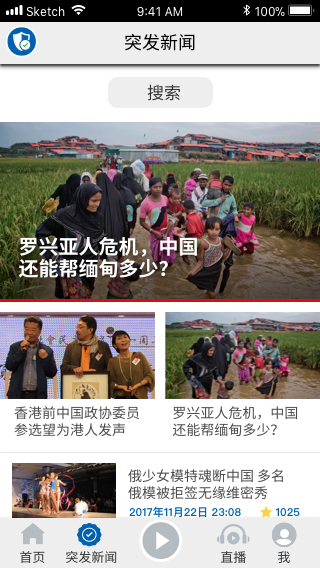 Sketch
9:41 AM
100%
突发新闻
搜索
罗兴亚人危机，中国
还能帮缅甸多少？
香港前中国政协委员
参选望为港人发声
罗兴亚人危机，中国
还能帮缅甸多少？
俄少女模特魂断中国 多名
俄模被拒签无缘维密秀
2017年11月22日 23:08
1025
首页
突发新闻
直播
我